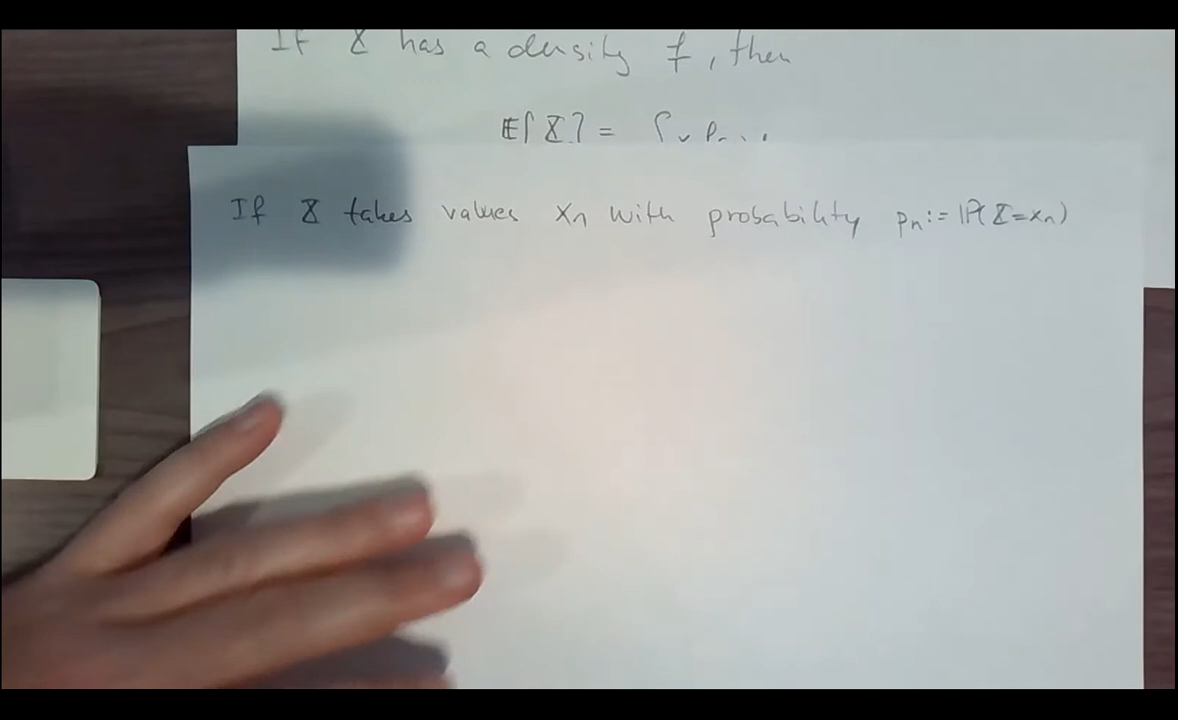 If X has a density f, then
E[X] = ∫
If X takes values xn with probability pn := P(X=xn)